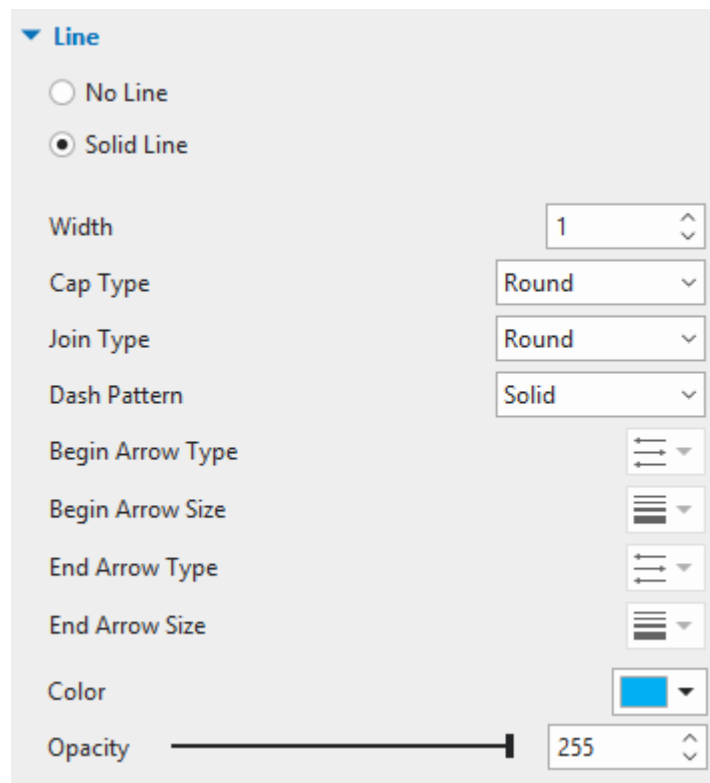 Line
No Line
Solid Line
Width 1
Cap Type Round
Join Type Round
Dash Pattern Solid
Begin Arrow Type
Begin Arrow Size
End Arrow Type
End Arrow Size
Color
Opacity 255